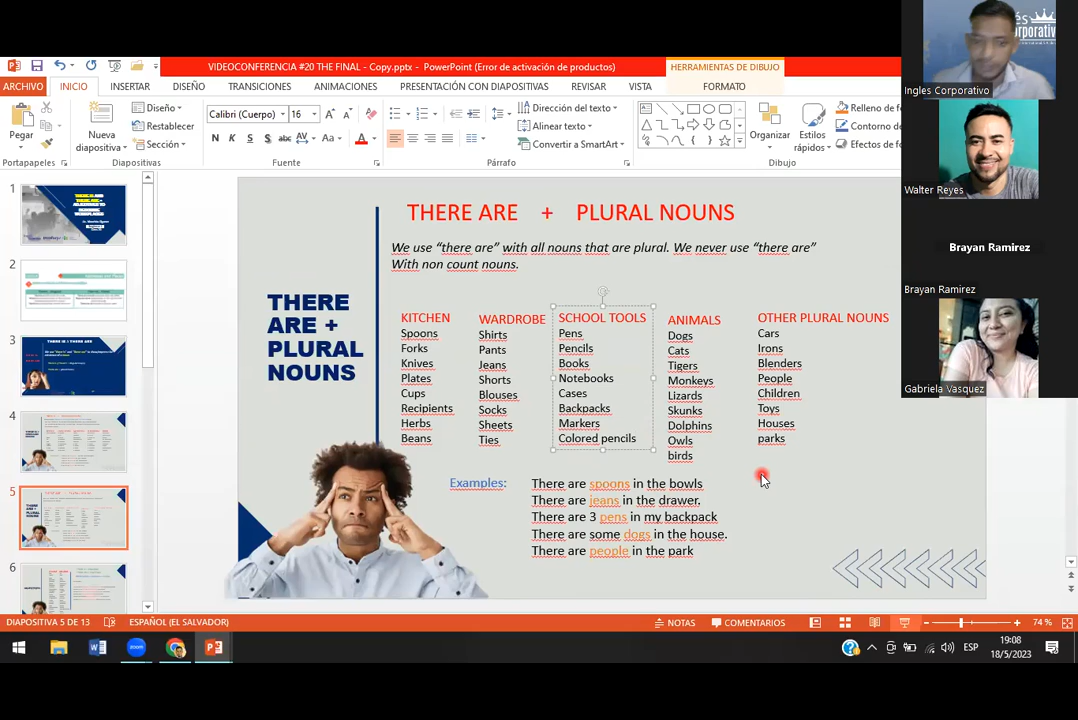 VIDEOCONFERENCIA #20 THE FINAL - Copy.pptx - PowerPoint (Error de activación de productos)
HERRAMIENTAS DE DIBUJO
ARCHIVO INICIO INSERTAR DISEÑO TRANSICIONES ANIMACIONES PRESENTACIÓN CON DIAPOSITIVAS REVISAR VISTA FORMATO
Pegar
Nueva diapositiva
Diseño
Restablecer
Sección
Calibri (Cuerpo) 16
N K S abc AV Aa A
Dirección del texto
Alinear texto
Convertir a SmartArt
Organizar
Estilos rápidos
Relleno de
Contorno de
Efectos de fo
Portapapeles Diapositivas Fuente Párrafo Dibujo
Ingles Corporativo
Walter Reyes
Brayan Ramirez
Brayan Ramirez
Gabriela Vasquez
1
2
3
4
5
6
THERE ARE + PLURAL NOUNS
We use “there are” with all nouns that are plural. We never use “there are”
With non count nouns.
THERE
ARE +
PLURAL
NOUNS
KITCHEN
Spoons
Forks
Knives
Plates
Cups
Recipients
Herbs
Beans
WARDROBE
Shirts
Pants
Jeans
Shorts
Blouses
Socks
Sheets
Ties
SCHOOL TOOLS
Pens
Pencils
Books
Notebooks
Cases
Backpacks
Markers
Colored pencils
ANIMALS
Dogs
Cats
Tigers
Monkeys
Lizards
Skunks
Dolphins
Owls
birds
OTHER PLURAL NOUNS
Cars
Irons
Blenders
People
Children
Toys
Houses
parks
Examples:
There are spoons in the bowls
There are jeans in the drawer.
There are 3 pens in my backpack
There are some dogs in the house.
There are people in the park
DIAPOSITIVA 5 DE 13 ESPAÑOL (EL SALVADOR) NOTAS COMENTARIOS 74 %
ESP
19:08
18/5/2023